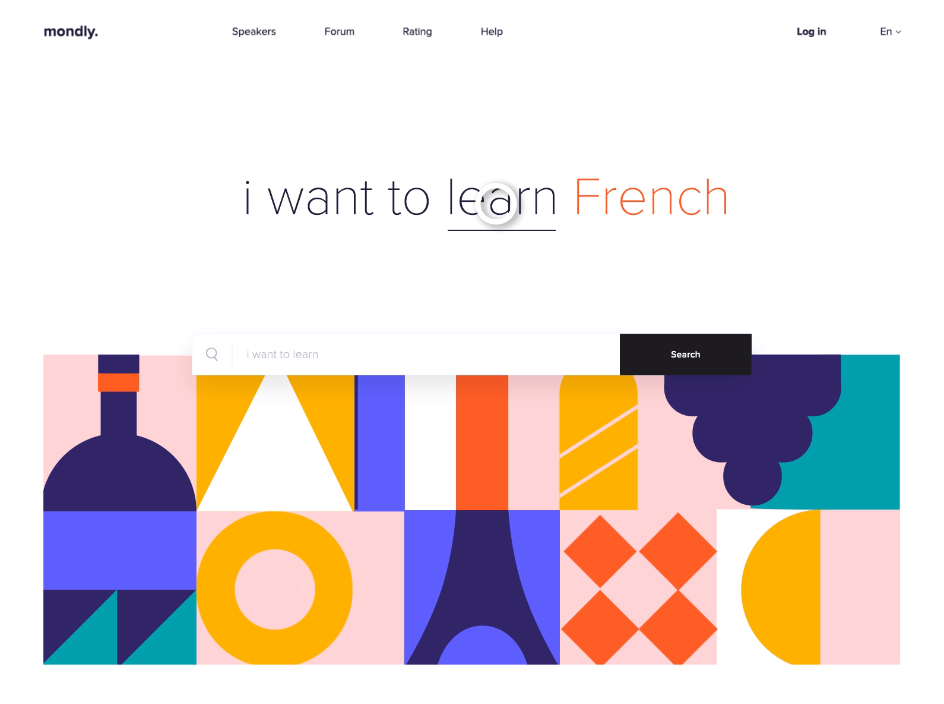 mondly. Speakers Forum Rating Help Log in En
i want to learn French
i want to learn Search